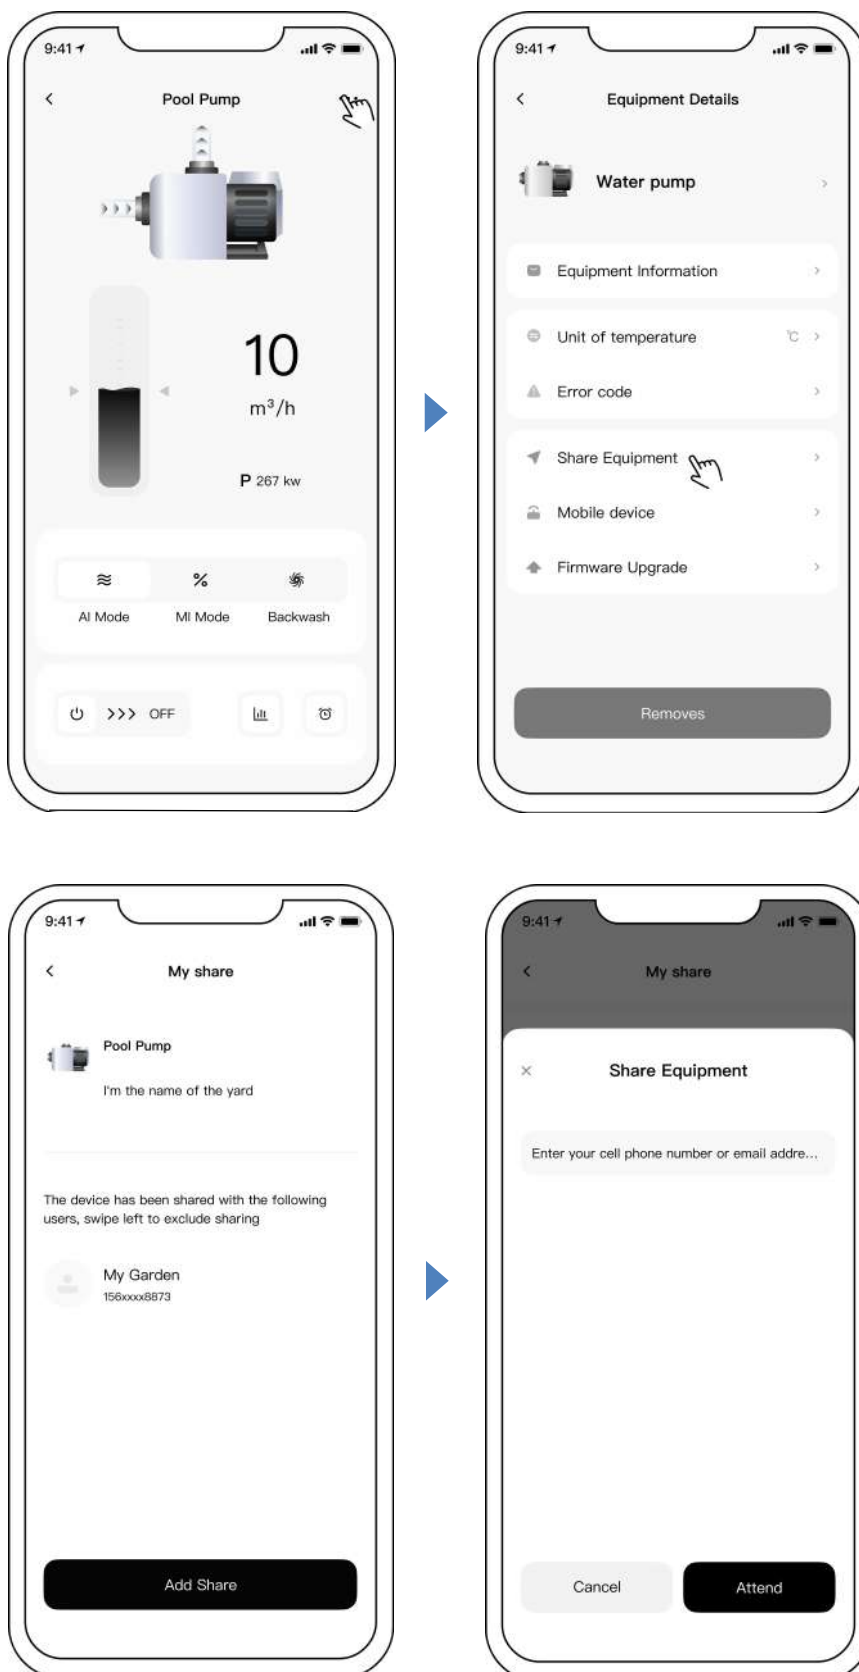 9:41
Pool Pump
10
m³/h
P 267 kw
AI Mode
MI Mode
Backwash
>>> OFF
9:41
Equipment Details
Water pump
Equipment Information
Unit of temperature
℃
Error code
Share Equipment
Mobile device
Firmware Upgrade
Removes
9:41
My share
Pool Pump
I'm the name of the yard
The device has been shared with the following
users, swipe left to exclude sharing
My Garden
156xxxx8873
Add Share
9:41
My share
Share Equipment
Enter your cell phone number or email addre...
Cancel
Attend